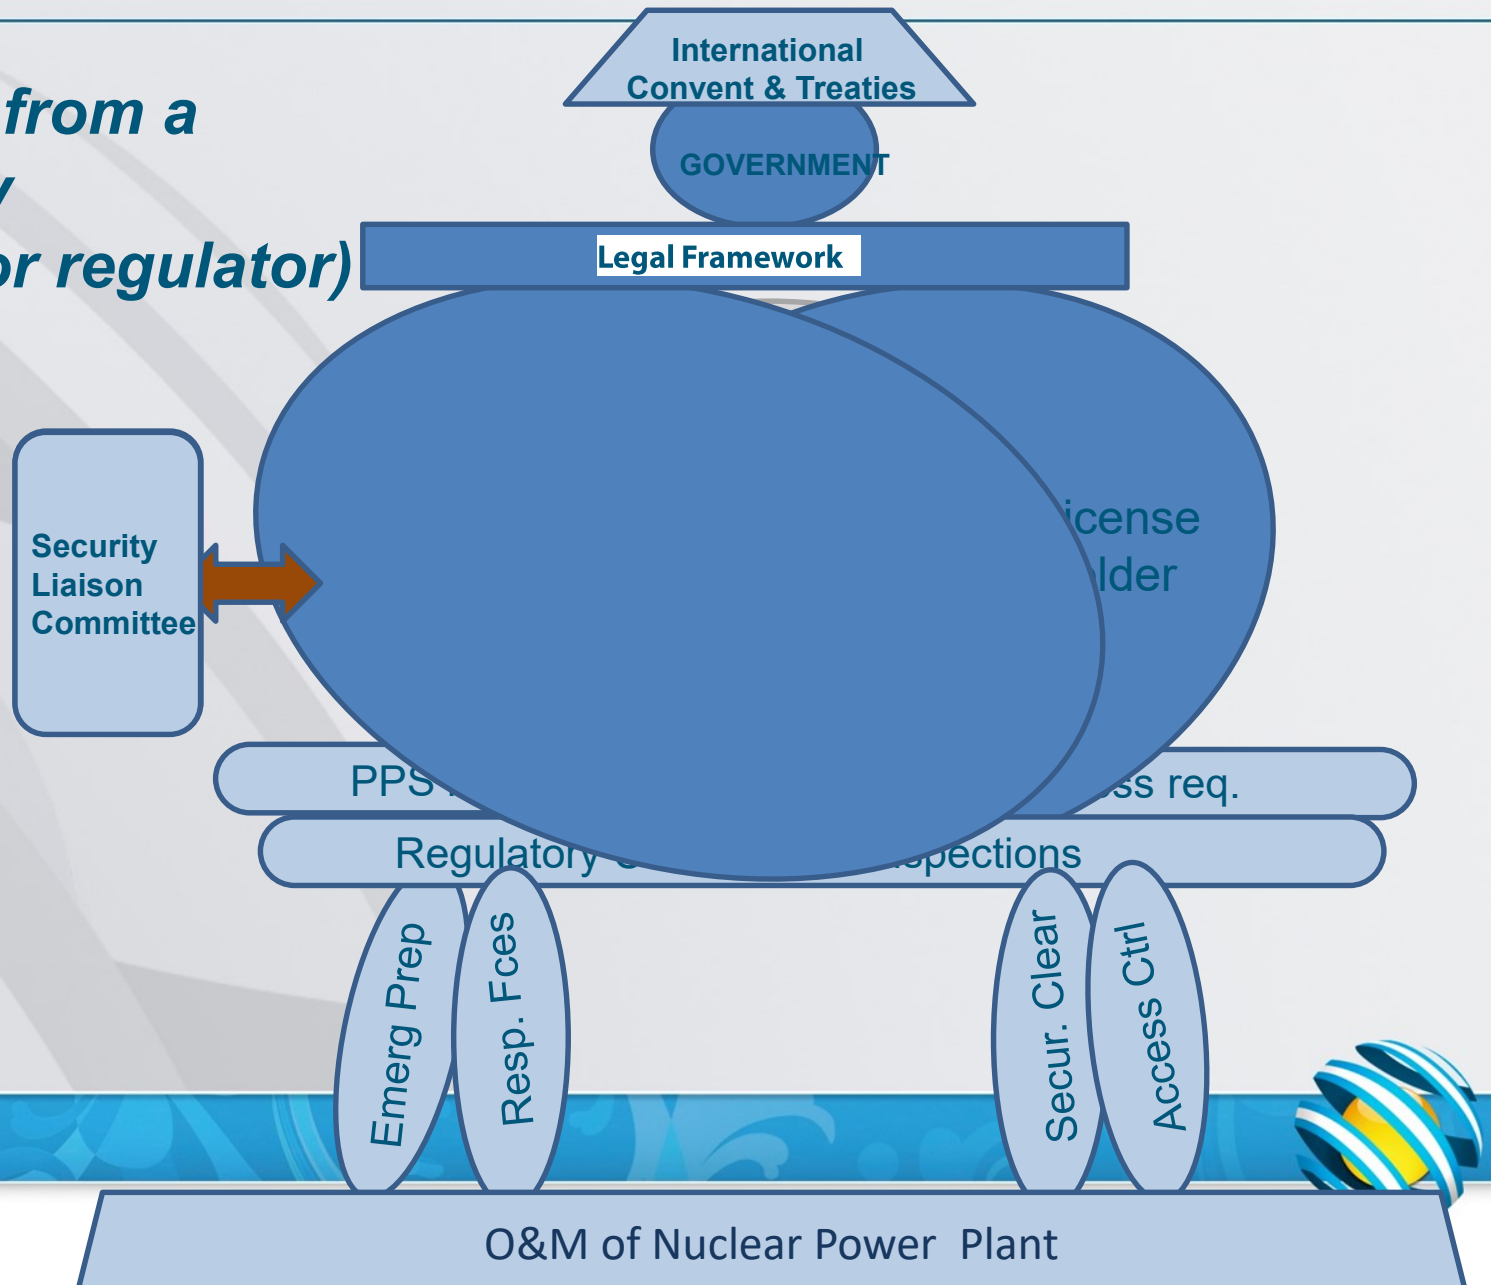 International
Convent & Treaties
from a
GOVERNMENT
or regulator)
Legal Framework
icense
lder
Security
Liaison
Committee
PPS
ss req.
Regulatory
spections
Emerg Prep
Resp. Fces
Secur. Clear
Access Ctrl
O&M of Nuclear Power Plant